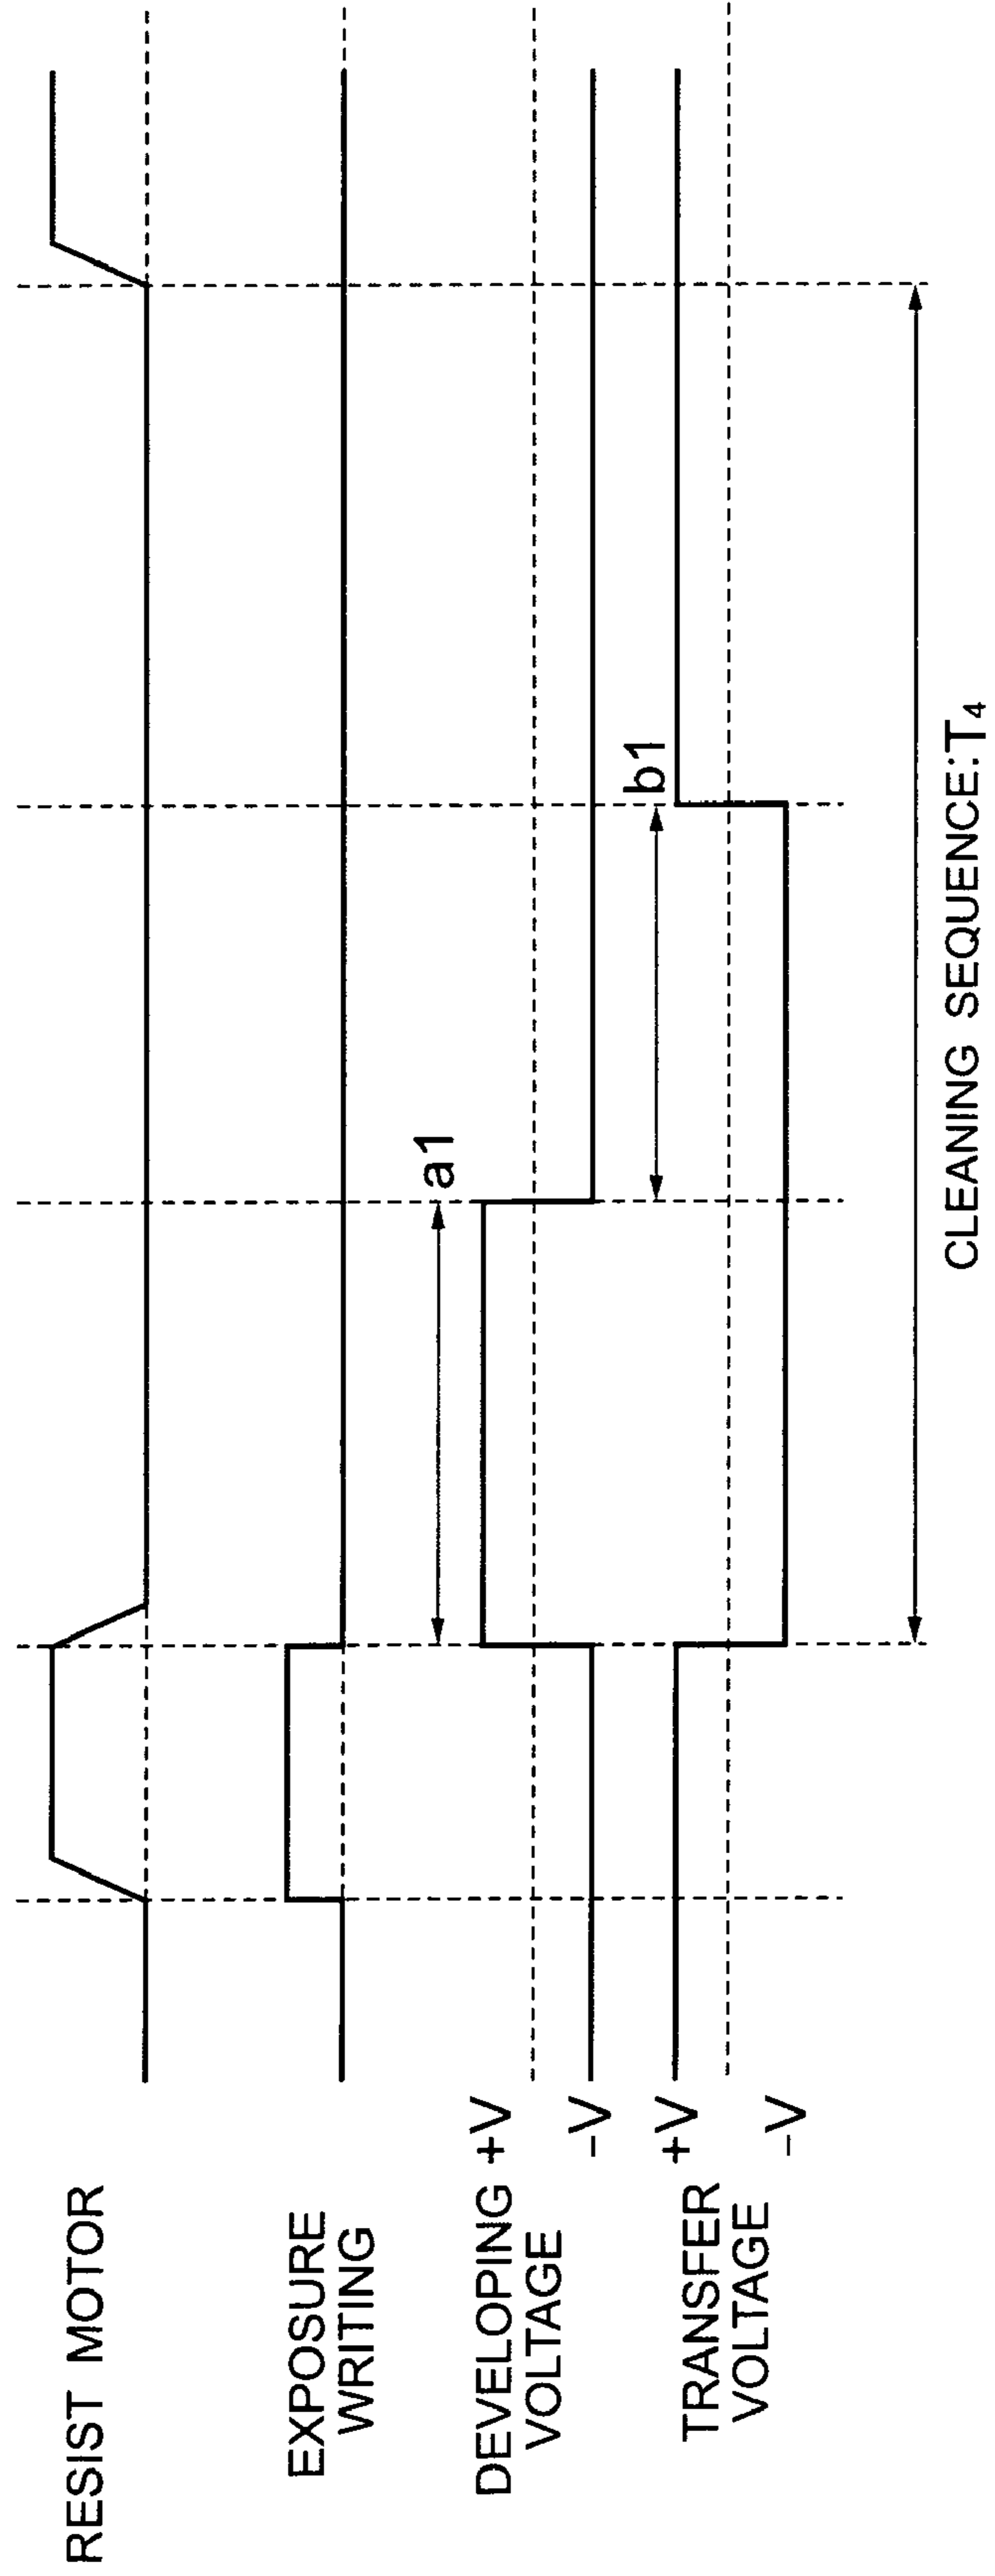 RESIST MOTOR
EXPOSURE
WRITING
DEVELOPING +V
VOLTAGE
−V
TRANSFER +V
VOLTAGE
−V
a1
b1
CLEANING SEQUENCE:T₄